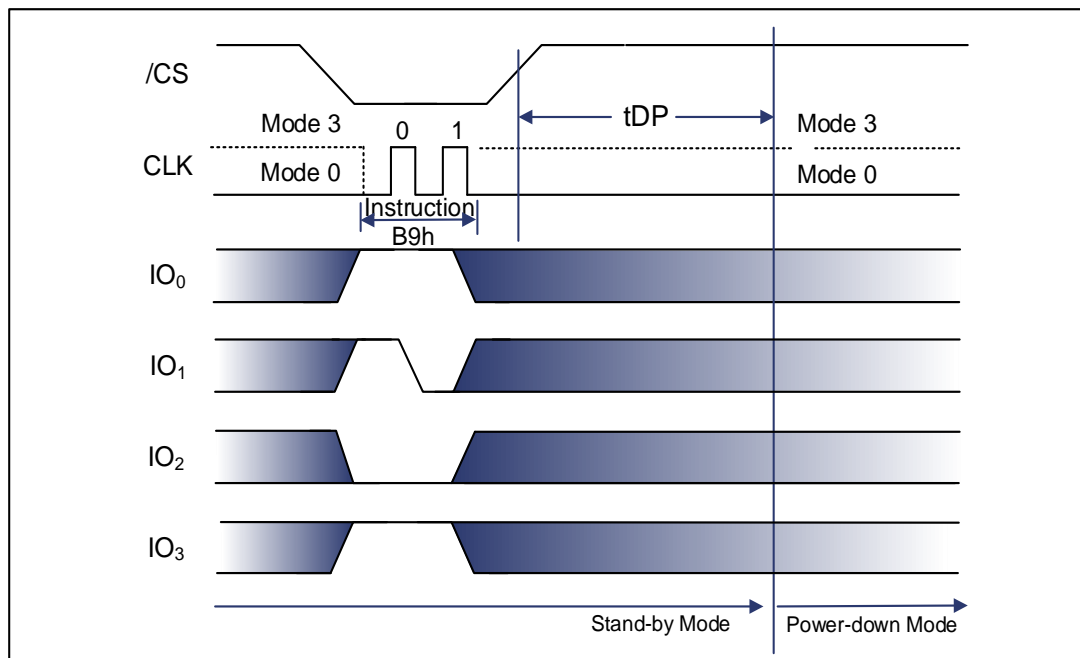 /CS
tDP
Mode 3 0 1 Mode 3
CLK
Mode 0 Mode 0
Instruction
B9h
IO0
IO1
IO2
IO3
Stand-by Mode Power-down Mode